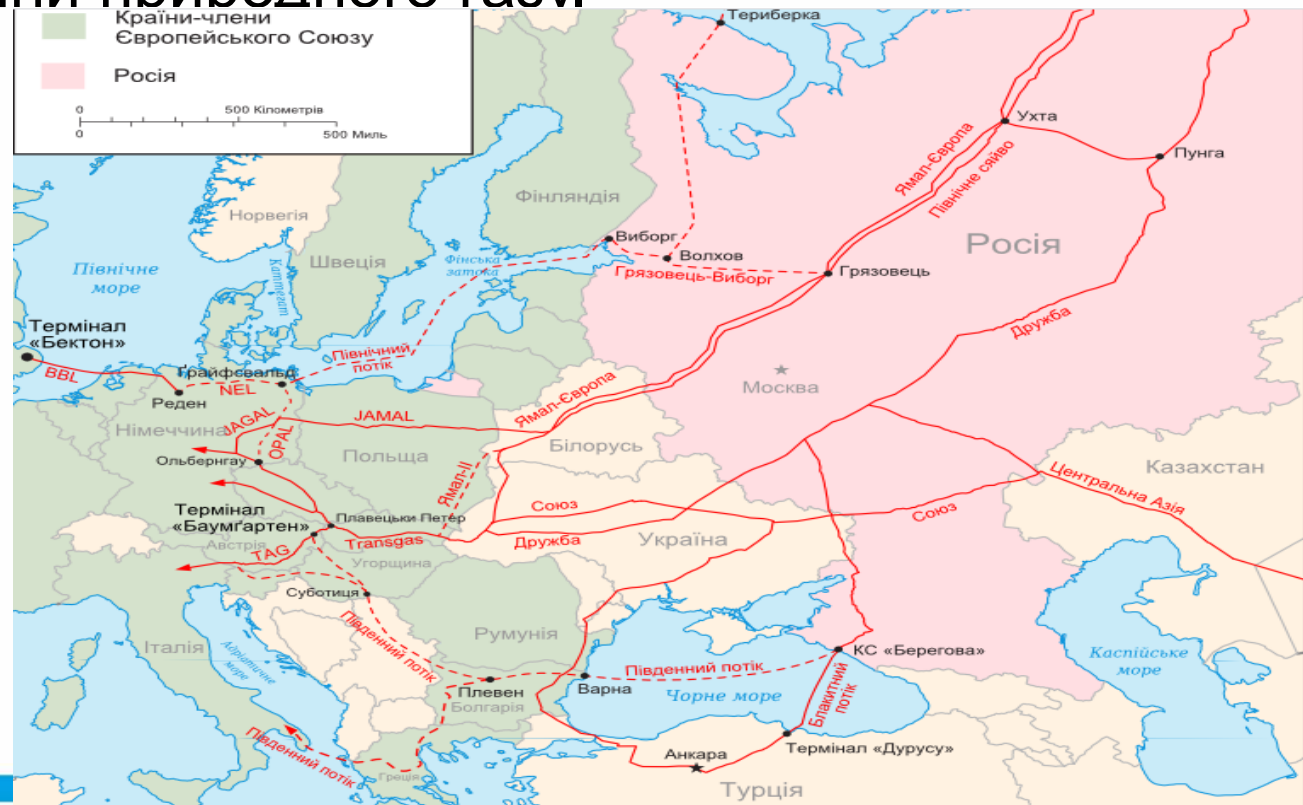 природного газу
Країни-члени
Європейського Союзу
Росія
0 500 Кілометрів
0 500 Миль
Териберка
Ухта
Пунга
Ямал-Європа
Північне сяйво
Фінляндія
Норвегія
Швеція
Виборг
Волхов
Грязовець
Грязовець-Виборг
Росія
Північне
море
Каттегат
Фінська
затока
Термінал
«Бектон»
BBL
Північний
потік
Дружба
Москва
Ґрайфсвальд
NEL
Реден
JAGAL
OPAL
JAMAL
Ямал-Європа
Німеччина
Ольбернгау
Польща
Білорусь
Ямал-II
Казахстан
Центральна Азія
Термінал
«Баумґартен»
Плавецьки Петер
Союз
Союз
Австрія
TAG
Transgas
Дружба
Україна
Угорщина
Суботиця
Італія
Адріатичне
море
Південний потік
Румунія
КС «Берегова»
Каспійське
море
Плевен
Болгарія
Варна
Південний потік
Чорне море
Блакитний
потік
Південний потік
Греція
Анкара
Термінал «Дурусу»
Туреччина